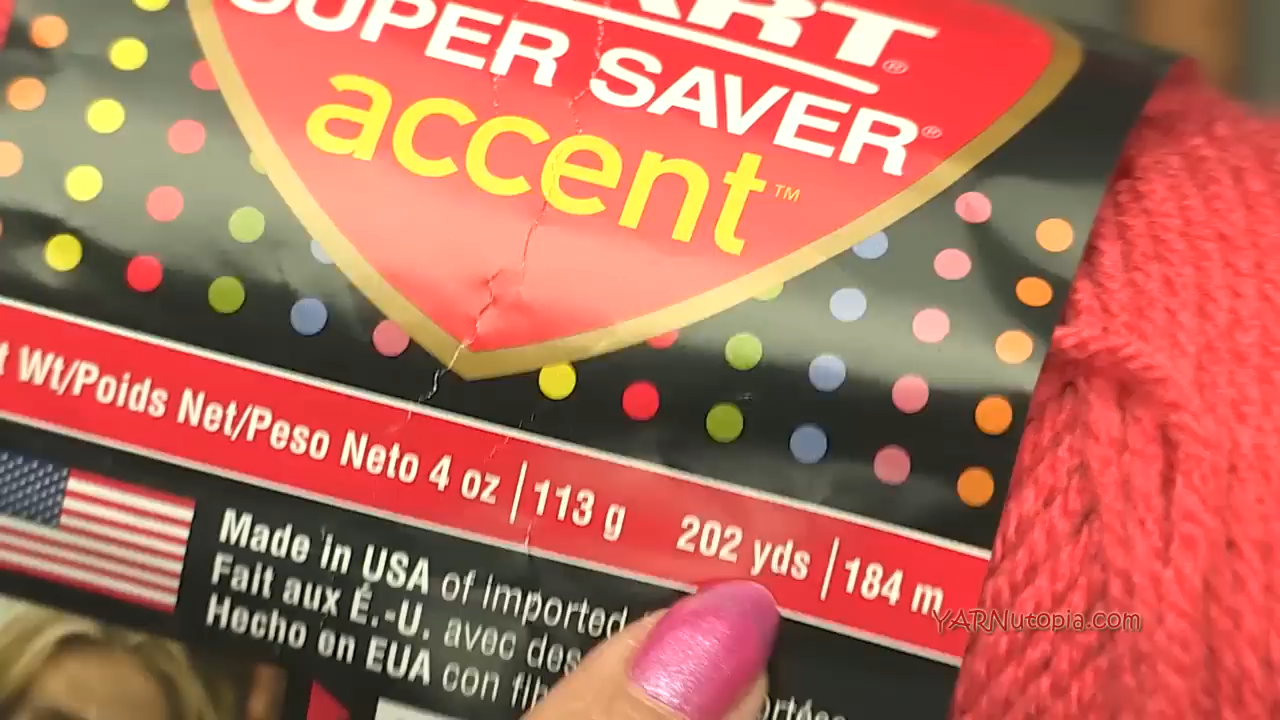 SUPER SAVER®
accent™
Wt/Poids Net/Peso Neto 4 oz | 113 g 202 yds | 184 m
Made in USA of imported
Fait aux É.-U. avec des
Hecho en EUA con
YARNutopia.com